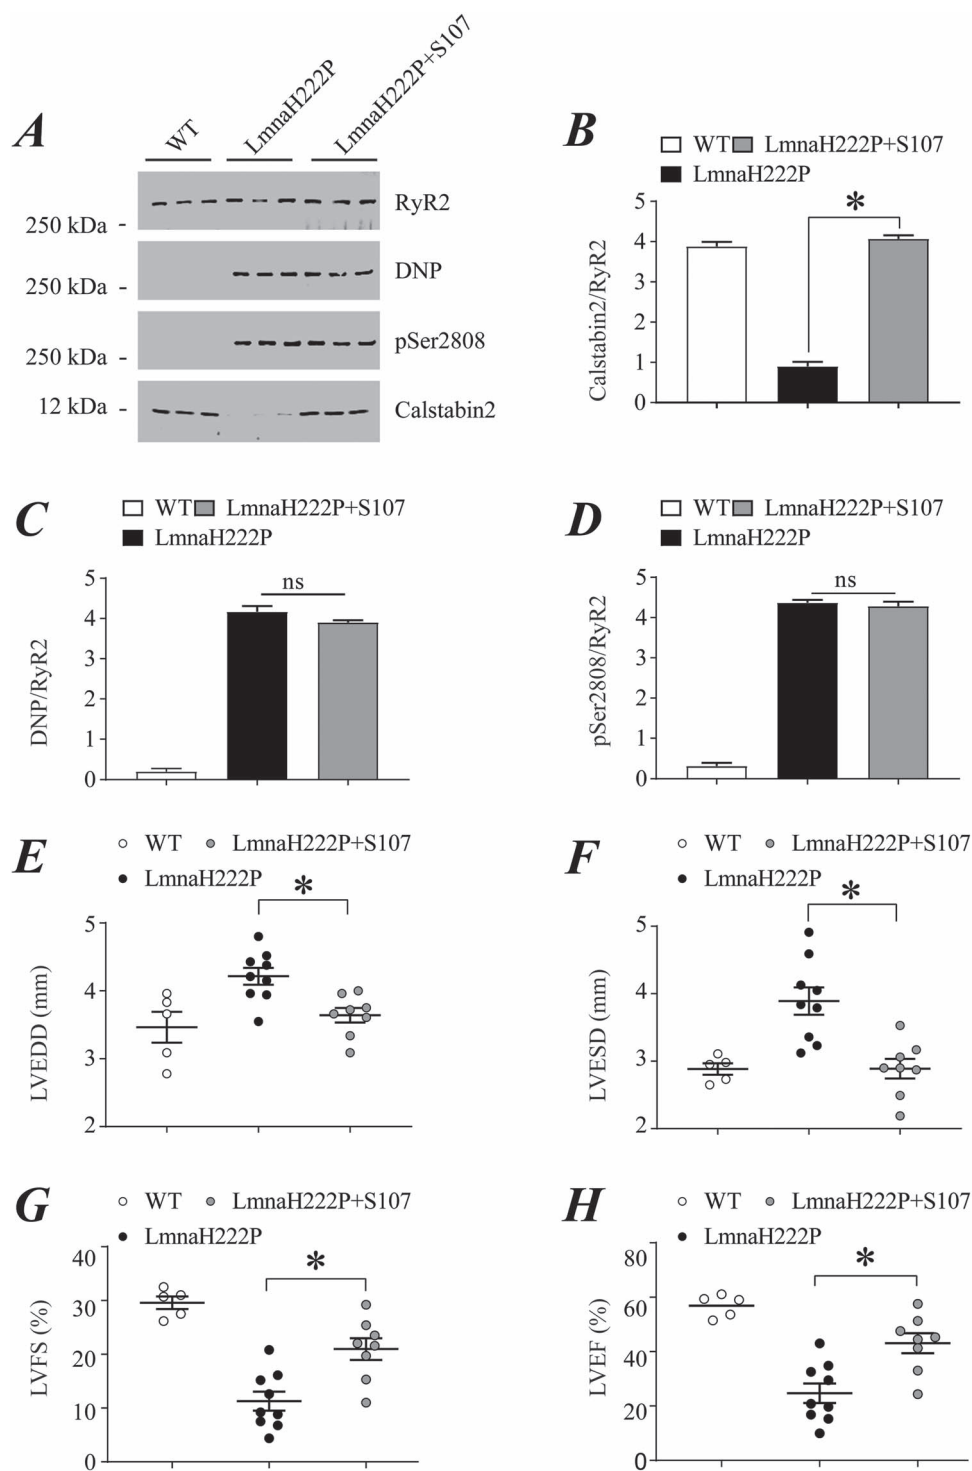 A
WT
LmnaH222P
LmnaH222P+S107
RyR2
250 kDa -
DNP
250 kDa -
pSer2808
250 kDa -
12 kDa -
Calstabin2
B
WT LmnaH222P+S107
LmnaH222P
*
5
4
3
2
1
0
Calstabin2/RyR2
C
WT LmnaH222P+S107
LmnaH222P
ns
5
4
3
2
1
0
DNP/RyR2
D
WT LmnaH222P+S107
LmnaH222P
ns
5
4
3
2
1
0
pSer2808/RyR2
E
WT LmnaH222P+S107
LmnaH222P
*
5
4
3
2
LVEDD (mm)
F
WT LmnaH222P+S107
LmnaH222P
*
5
4
3
2
LVESD (mm)
G
WT LmnaH222P+S107
LmnaH222P
*
40
30
20
10
0
LVFS (%)
H
WT LmnaH222P+S107
LmnaH222P
*
80
60
40
20
0
LVEF (%)